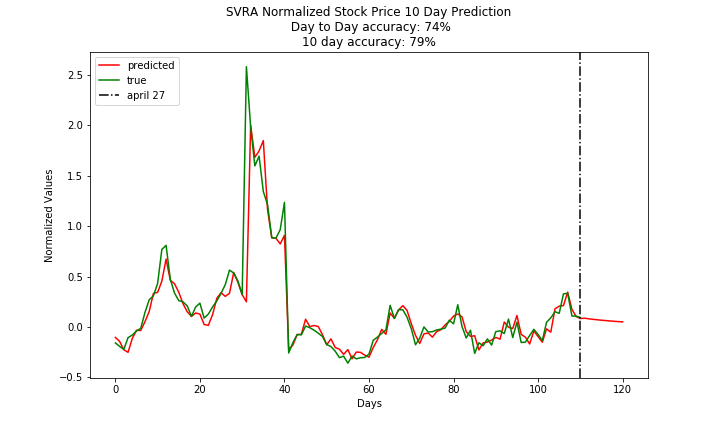 SVRA Normalized Stock Price 10 Day Prediction
Day to Day accuracy: 74%
10 day accuracy: 79%
predicted
true
april 27
Normalized Values
2.5
2.0
1.5
1.0
0.5
0.0
−0.5
0 20 40 60 80 100 120
Days